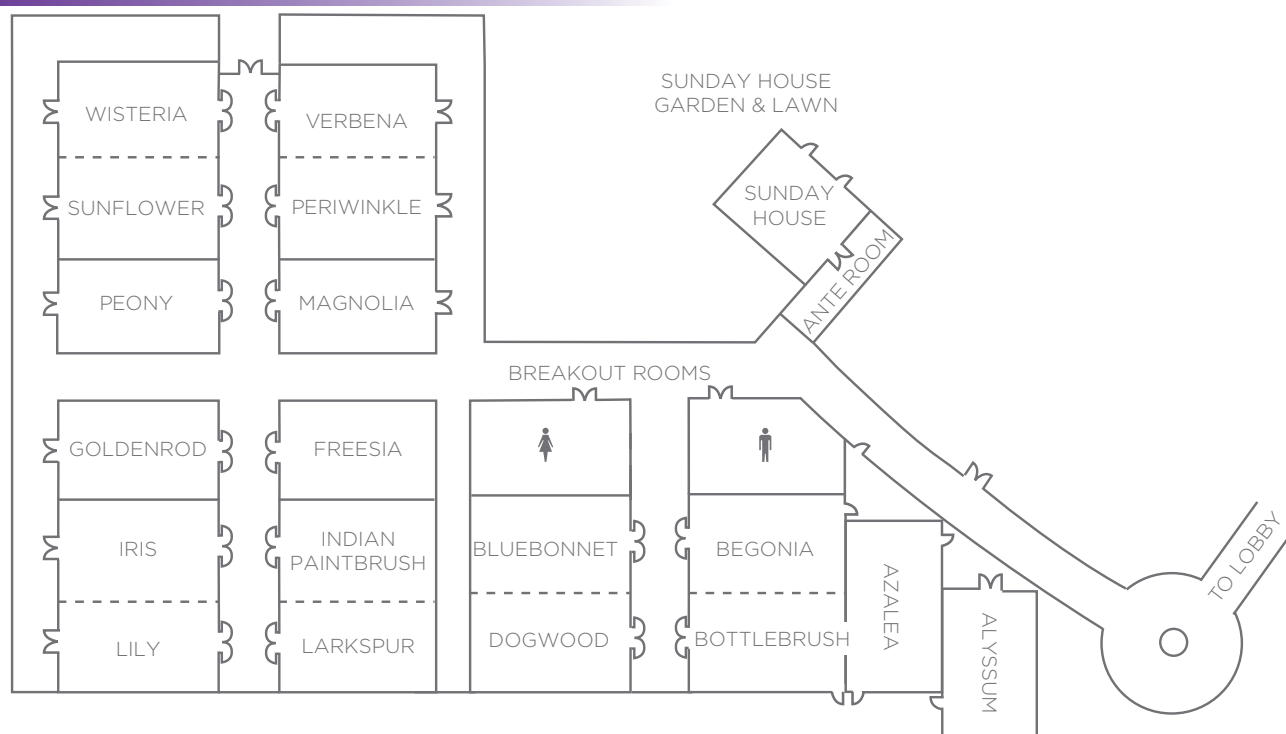 SUNDAY HOUSE
GARDEN & LAWN
WISTERIA
VERBENA
SUNFLOWER
PERIWINKLE
SUNDAY
HOUSE
ANTE ROOM
PEONY
MAGNOLIA
BREAKOUT ROOMS
GOLDENROD
FREESIA
IRIS
INDIAN
PAINTBRUSH
BLUEBONNET
BEGONIA
AZALEA
TO LOBBY
LILY
LARKSPUR
DOGWOOD
BOTTLEBRUSH
ALYSSUM